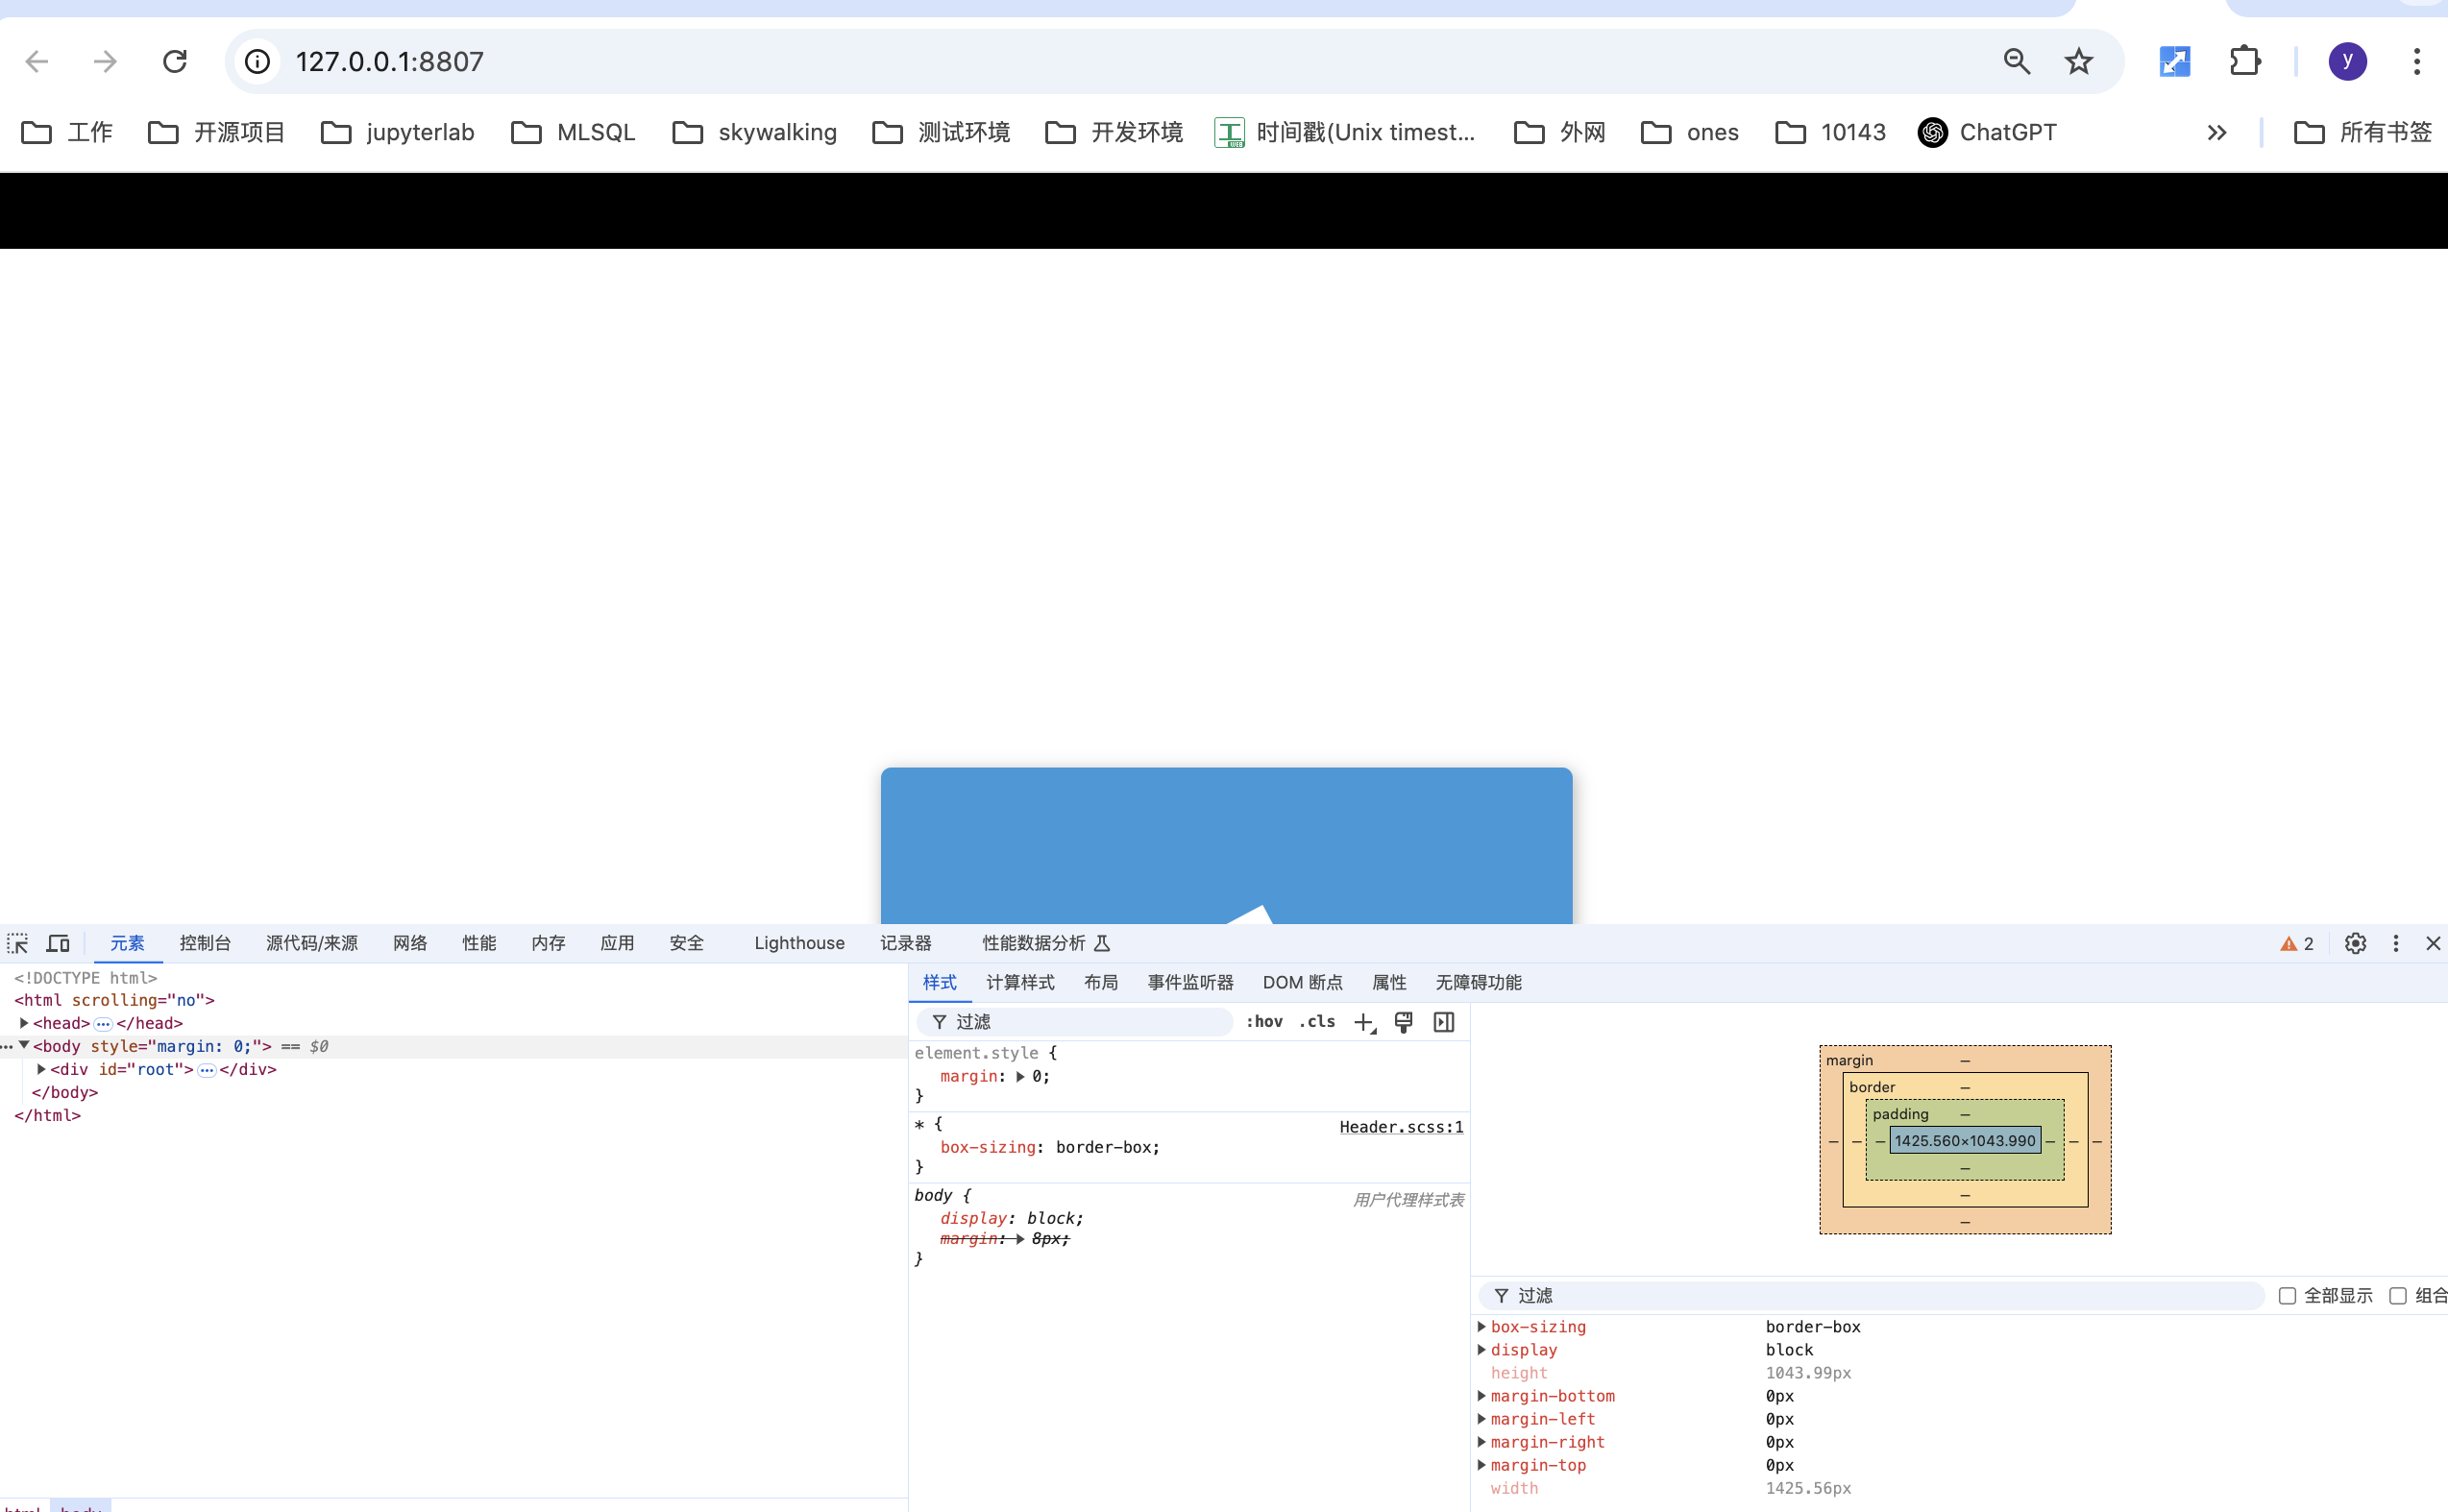 127.0.0.1:8807
y
工作 开源项目 jupyterlab MLSQL skywalking 测试环境 开发环境 时间戳(Unix timest... 外网 ones 10143 ChatGPT 所有书签
元素 控制台 源代码/来源 网络 性能 内存 应用 安全 Lighthouse 记录器 性能数据分析 2
<!DOCTYPE html>
<html scrolling="no">
<head>…</head>
<body style="margin: 0;"> == $0
<div id="root">…</div>
</body>
</html>
html body
样式 计算样式 布局 事件监听器 DOM 断点 属性 无障碍功能
过滤 :hov .cls
element.style {
margin: 0;
}
* { Header.scss:1
box-sizing: border-box;
}
body { 用户代理样式表
display: block;
margin: 8px;
}
margin –
border –
padding –
– – – 1425.560×1043.990 – – –
–
–
–
过滤 全部显示 组合
box-sizing border-box
display block
height 1043.99px
margin-bottom 0px
margin-left 0px
margin-right 0px
margin-top 0px
width 1425.56px